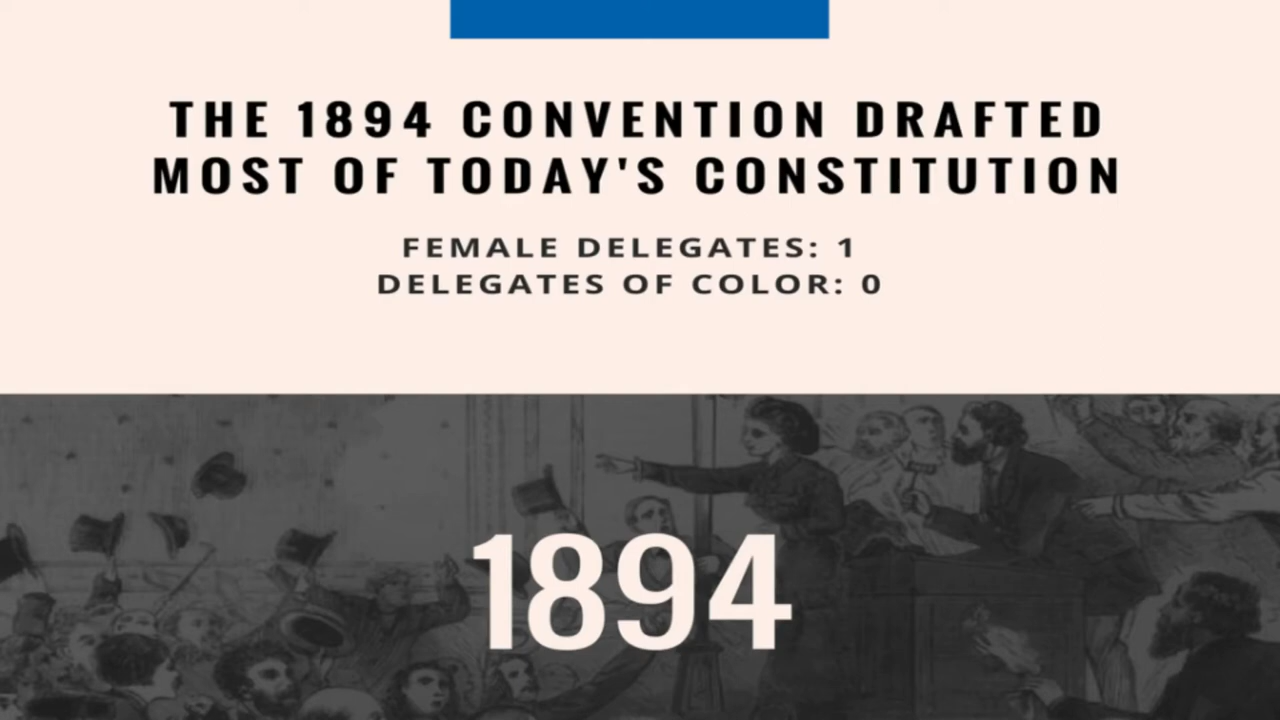 THE 1894 CONVENTION DRAFTED
MOST OF TODAY'S CONSTITUTION
FEMALE DELEGATES: 1
DELEGATES OF COLOR: 0
1894